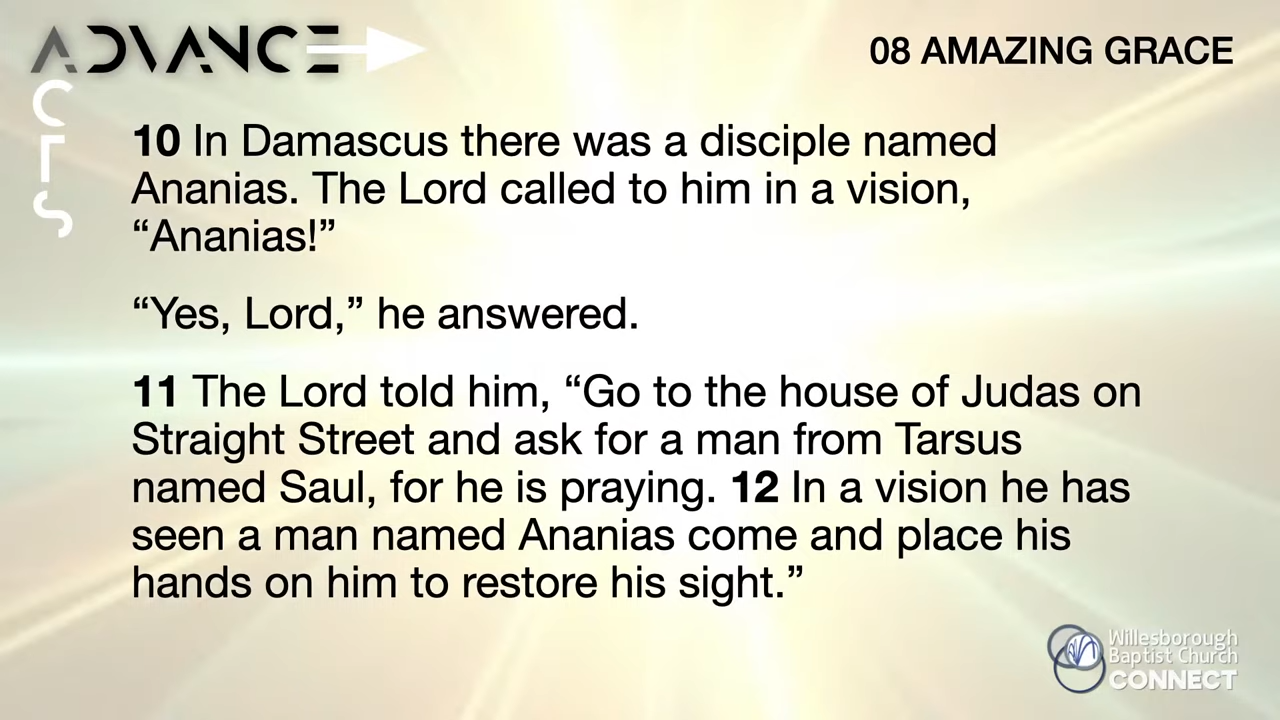 ADVANCE
CTS
08 AMAZING GRACE
10 In Damascus there was a disciple named
Ananias. The Lord called to him in a vision,
“Ananias!”
“Yes, Lord,” he answered.
11 The Lord told him, “Go to the house of Judas on
Straight Street and ask for a man from Tarsus
named Saul, for he is praying. 12 In a vision he has
seen a man named Ananias come and place his
hands on him to restore his sight.”
Willesborough
Baptist Church
CONNECT